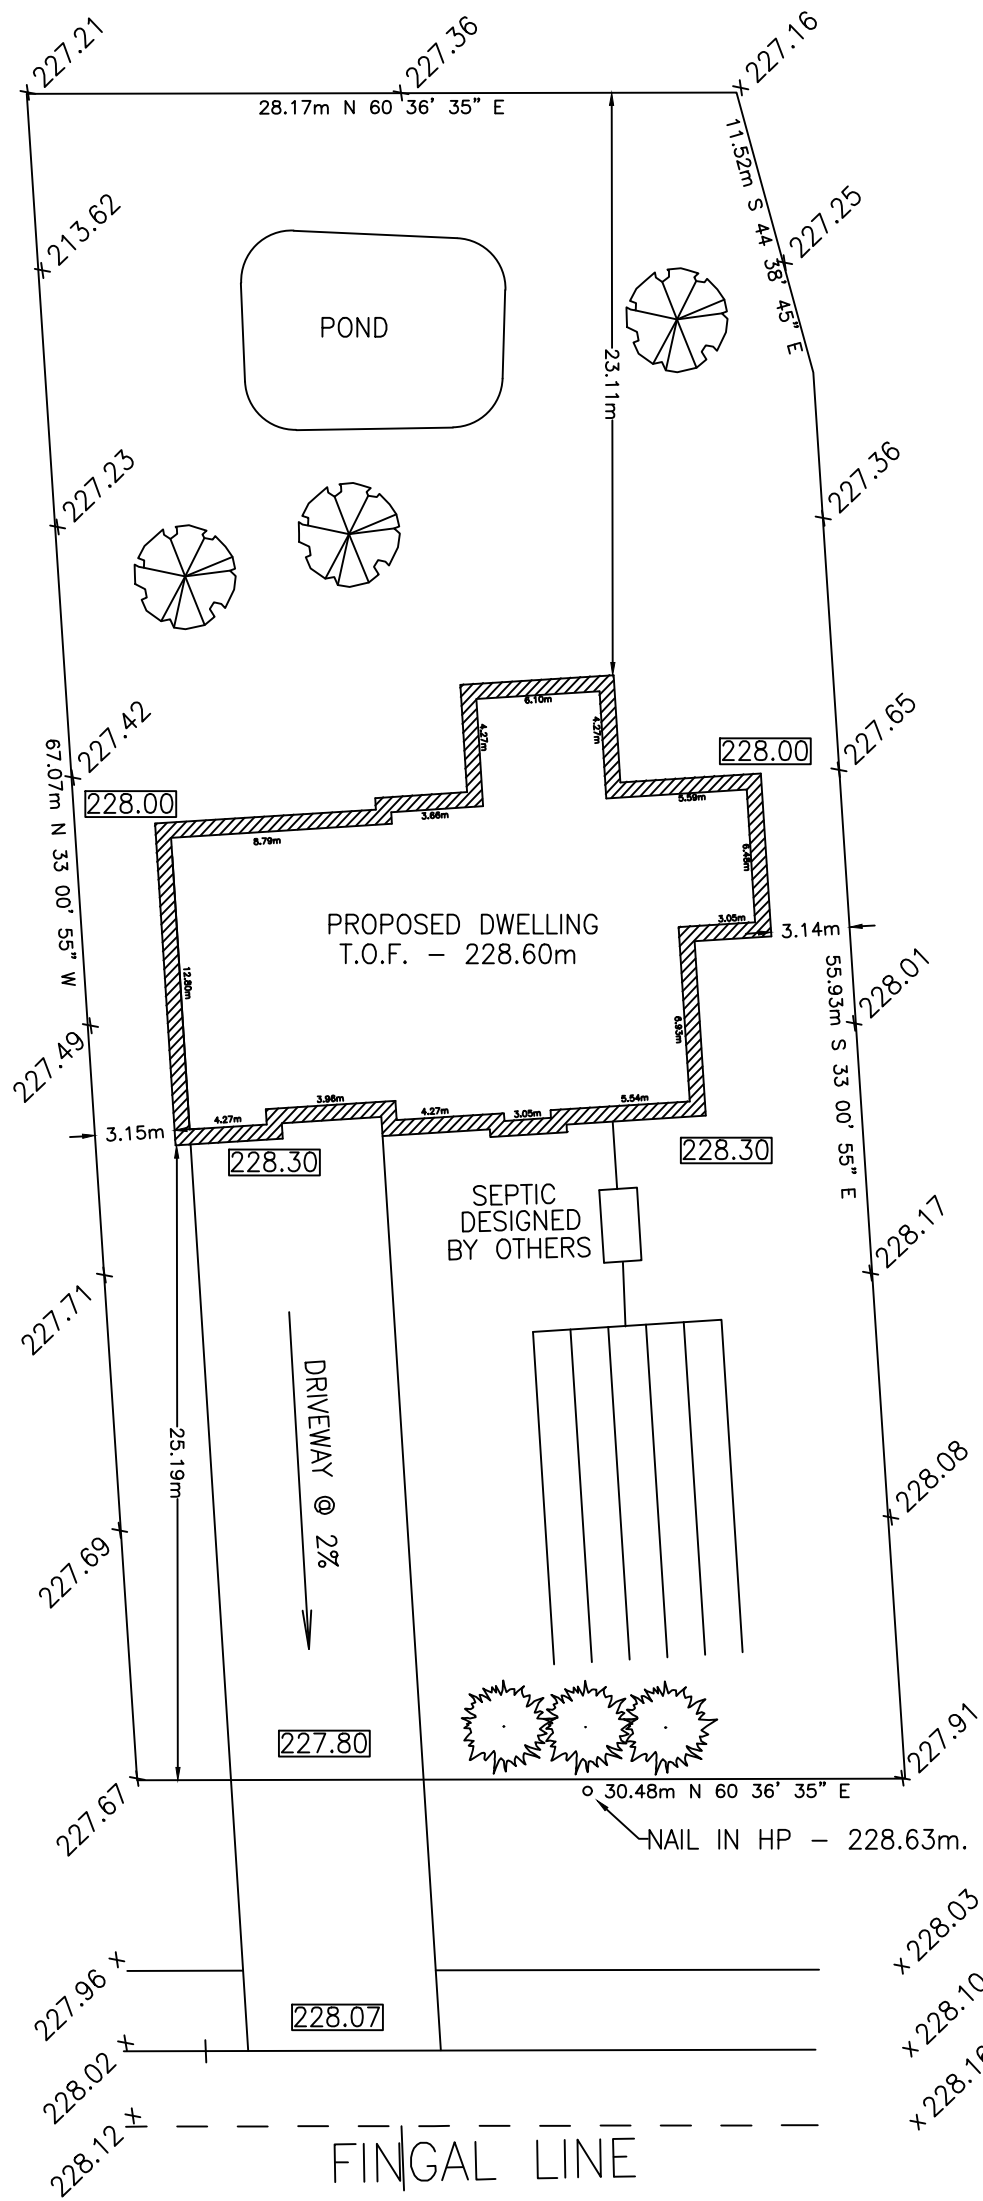 227.21
227.36
227.16
28.17m N 60 36' 35" E
11.52m S 44 38' 45" E
213.62
227.25
POND
23.11m
227.23
227.36
227.42
227.65
228.00
228.00
6.10m
4.27m
4.27m
5.59m
3.66m
8.79m
6.48m
67.07m N 33 00' 55" W
PROPOSED DWELLING
T.O.F. - 228.60m
3.05m
3.14m
12.80m
6.93m
228.01
55.93m S 33 00' 55" E
227.49
3.96m
4.27m
4.27m
3.05m
5.54m
3.15m
228.30
228.30
SEPTIC
DESIGNED
BY OTHERS
228.17
227.71
DRIVEWAY @ 2%
25.19m
228.08
227.69
227.80
227.91
227.67
30.48m N 60 36' 35" E
NAIL IN HP - 228.63m.
228.03
227.96
228.10
228.07
228.02
228.16
228.12
FINGAL LINE